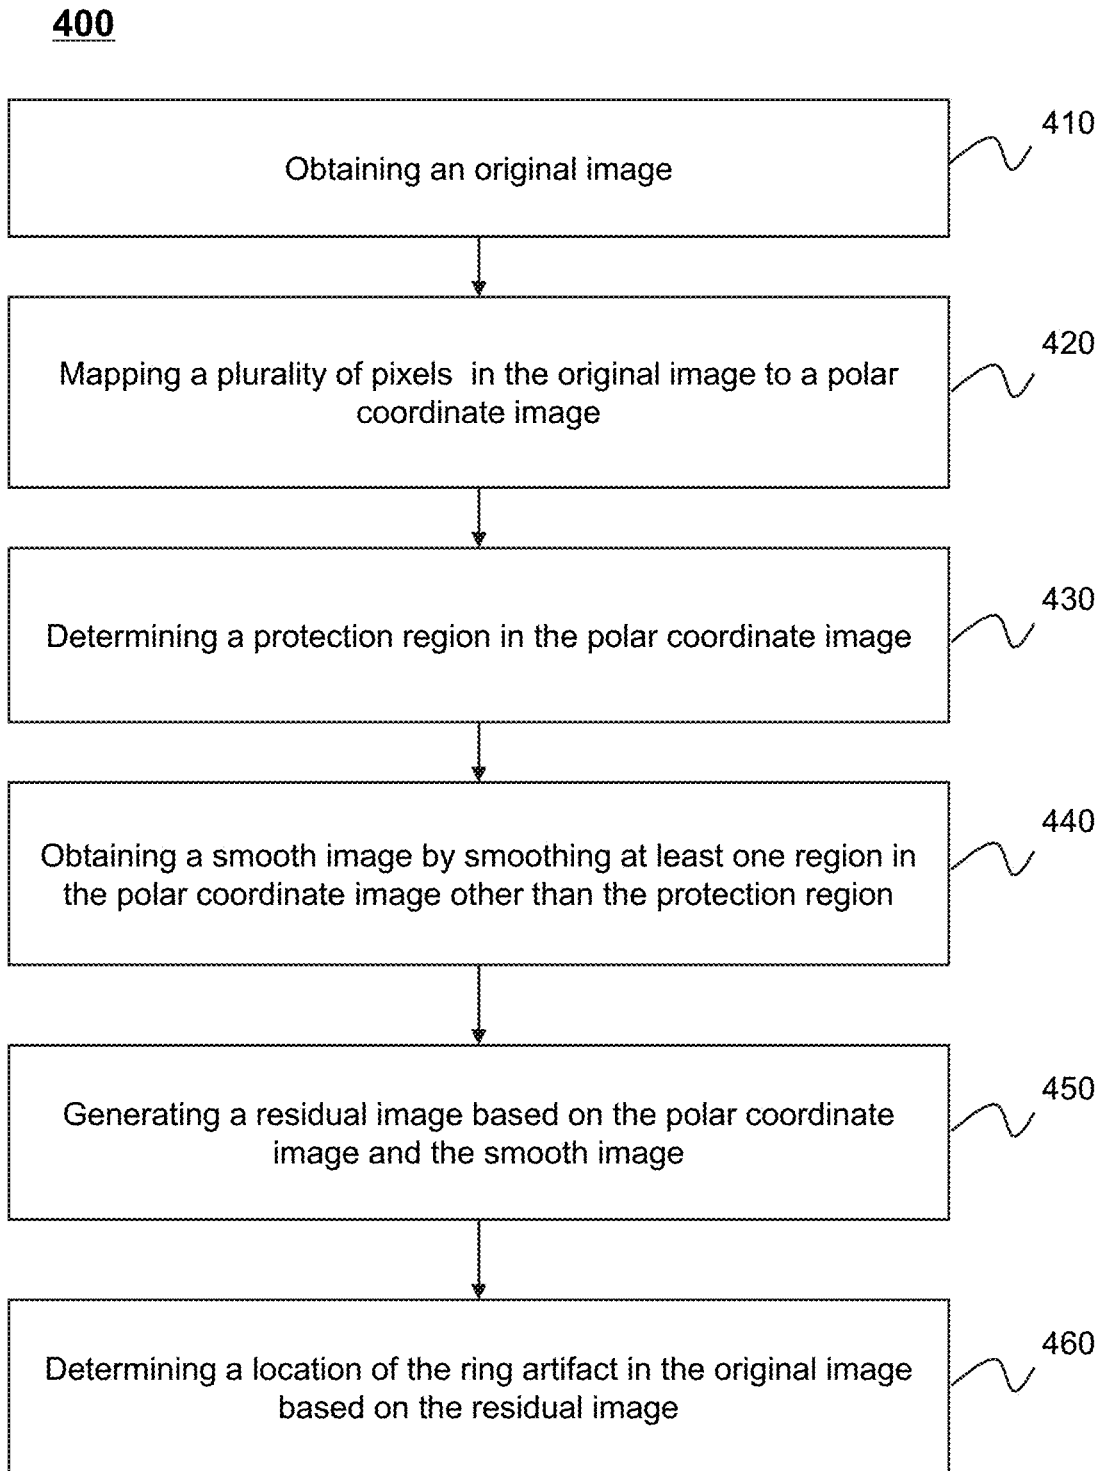 400
410
Obtaining an original image
420
Mapping a plurality of pixels in the original image to a polar
coordinate image
430
Determining a protection region in the polar coordinate image
440
Obtaining a smooth image by smoothing at least one region in
the polar coordinate image other than the protection region
450
Generating a residual image based on the polar coordinate
image and the smooth image
460
Determining a location of the ring artifact in the original image
based on the residual image